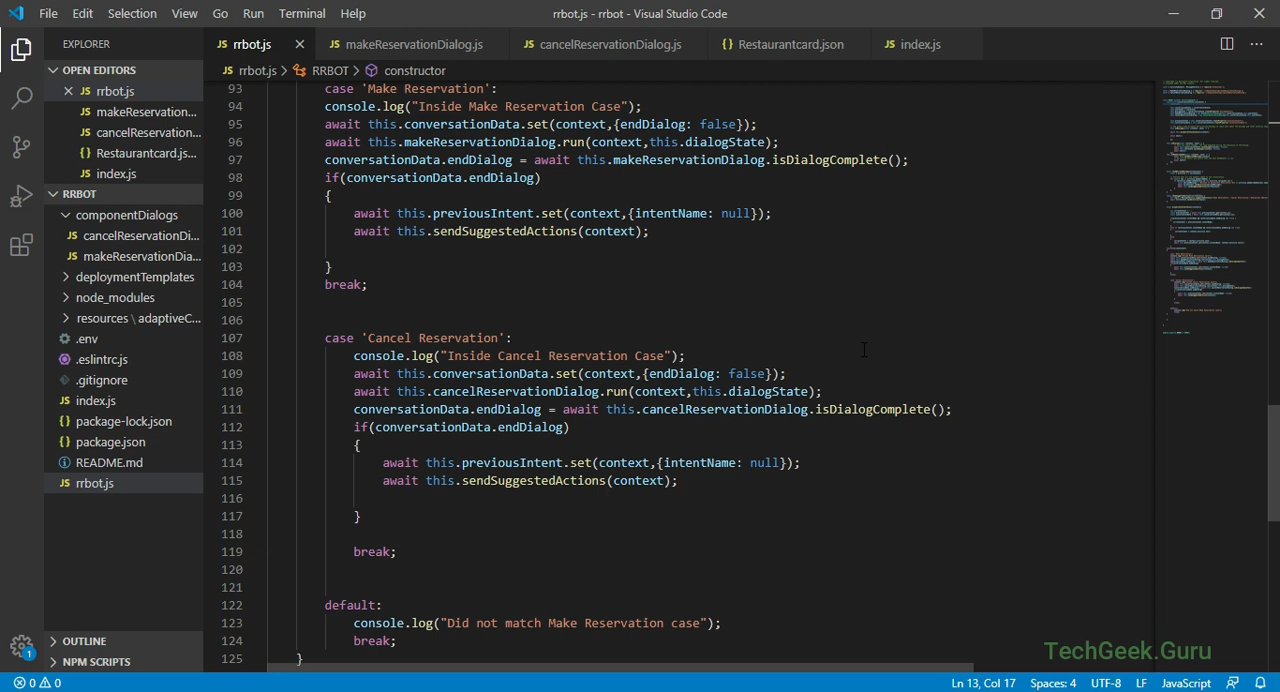 File Edit Selection View Go Run Terminal Help rrbot.js - rrbot - Visual Studio Code
EXPLORER
OPEN EDITORS
JS rrbot.js
JS makeReservation...
JS cancelReservation...
{} Restaurantcard.js...
JS index.js
RRBOT
componentDialogs
JS cancelReservationDi...
JS makeReservationDia...
deploymentTemplates
node_modules
resources \ adaptiveC...
.env
.eslintrc.js
.gitignore
JS index.js
{} package-lock.json
{} package.json
README.md
JS rrbot.js
OUTLINE
NPM SCRIPTS
1
JS rrbot.js JS makeReservationDialog.js JS cancelReservationDialog.js {} Restaurantcard.json JS index.js
JS rrbot.js > RRBOT > constructor
93 case 'Make Reservation':
94 console.log("Inside Make Reservation Case");
95 await this.conversationData.set(context,{endDialog: false});
96 await this.makeReservationDialog.run(context,this.dialogState);
97 conversationData.endDialog = await this.makeReservationDialog.isDialogComplete();
98 if(conversationData.endDialog)
99 {
100 await this.previousIntent.set(context,{intentName: null});
101 await this.sendSuggestedActions(context);
102
103 }
104 break;
105
106
107 case 'Cancel Reservation':
108 console.log("Inside Cancel Reservation Case");
109 await this.conversationData.set(context,{endDialog: false});
110 await this.cancelReservationDialog.run(context,this.dialogState);
111 conversationData.endDialog = await this.cancelReservationDialog.isDialogComplete();
112 if(conversationData.endDialog)
113 {
114 await this.previousIntent.set(context,{intentName: null});
115 await this.sendSuggestedActions(context);
116
117 }
118
119 break;
120
121
122 default:
123 console.log("Did not match Make Reservation case");
124 break;
125 }
TechGeek.Guru
0 0 Ln 13, Col 17 Spaces: 4 UTF-8 LF JavaScript